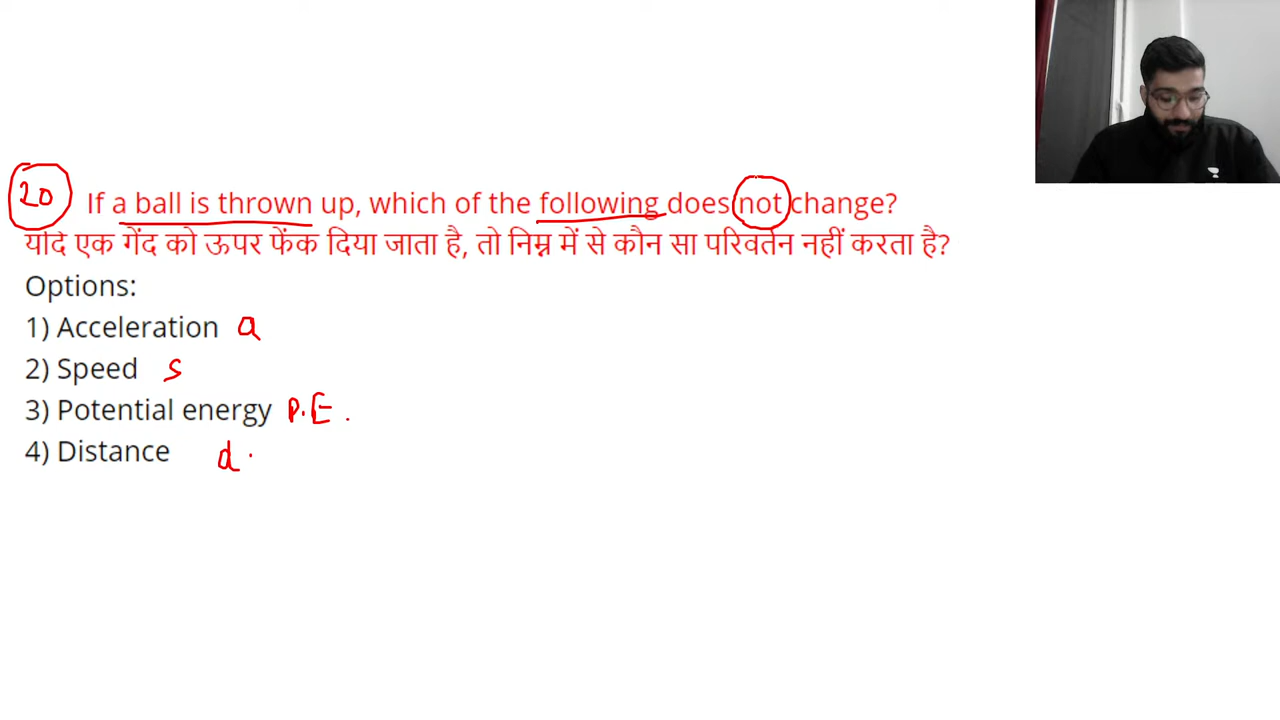 20 If a ball is thrown up, which of the following does not change?
यदि एक गेंद को ऊपर फेंक दिया जाता है, तो निम्न में से कौन सा परिवर्तन नहीं करता है?
Options:
1) Acceleration a
2) Speed s
3) Potential energy P.E.
4) Distance d.